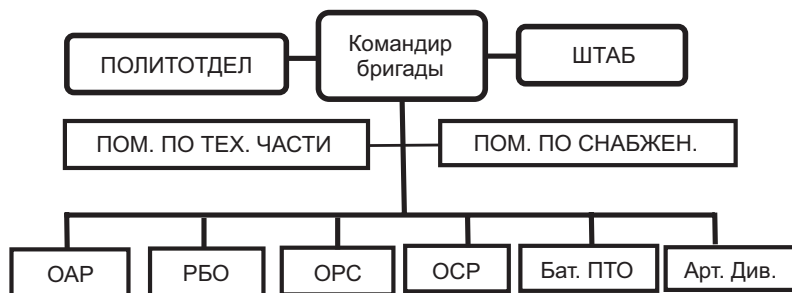 ПОЛИТОТДЕЛ
Командир
бригады
ШТАБ
ПОМ. ПО ТЕХ. ЧАСТИ
ПОМ. ПО СНАБЖЕН.
ОАР
РБО
ОРС
ОСР
Бат. ПТО
Арт. Див.